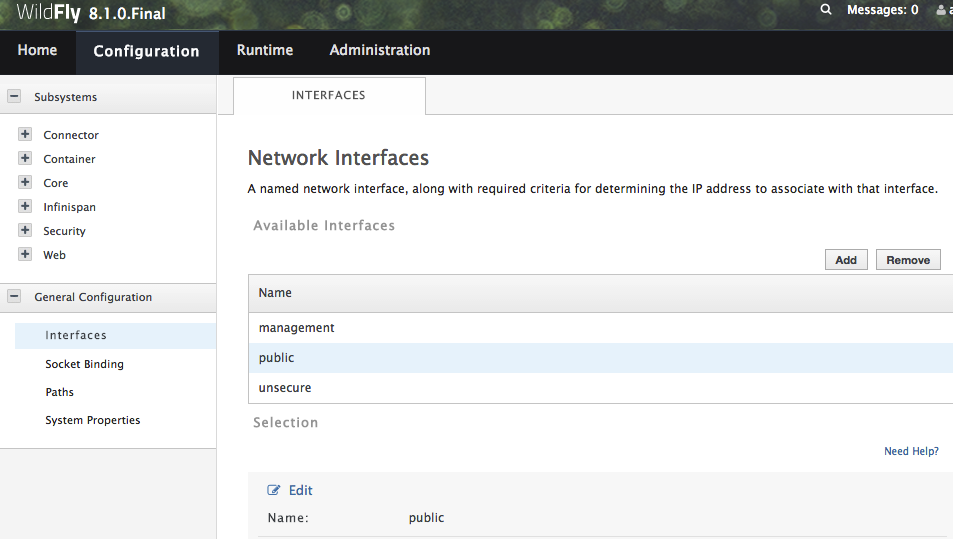 WildFly 8.1.0.Final
Messages: 0
Home Configuration Runtime Administration
Subsystems
Connector
Container
Core
Infinispan
Security
Web
General Configuration
Interfaces
Socket Binding
Paths
System Properties
INTERFACES
Network Interfaces
A named network interface, along with required criteria for determining the IP address to associate with that interface.
Available Interfaces
Add Remove
Name
management
public
unsecure
Selection
Need Help?
Edit
Name: public